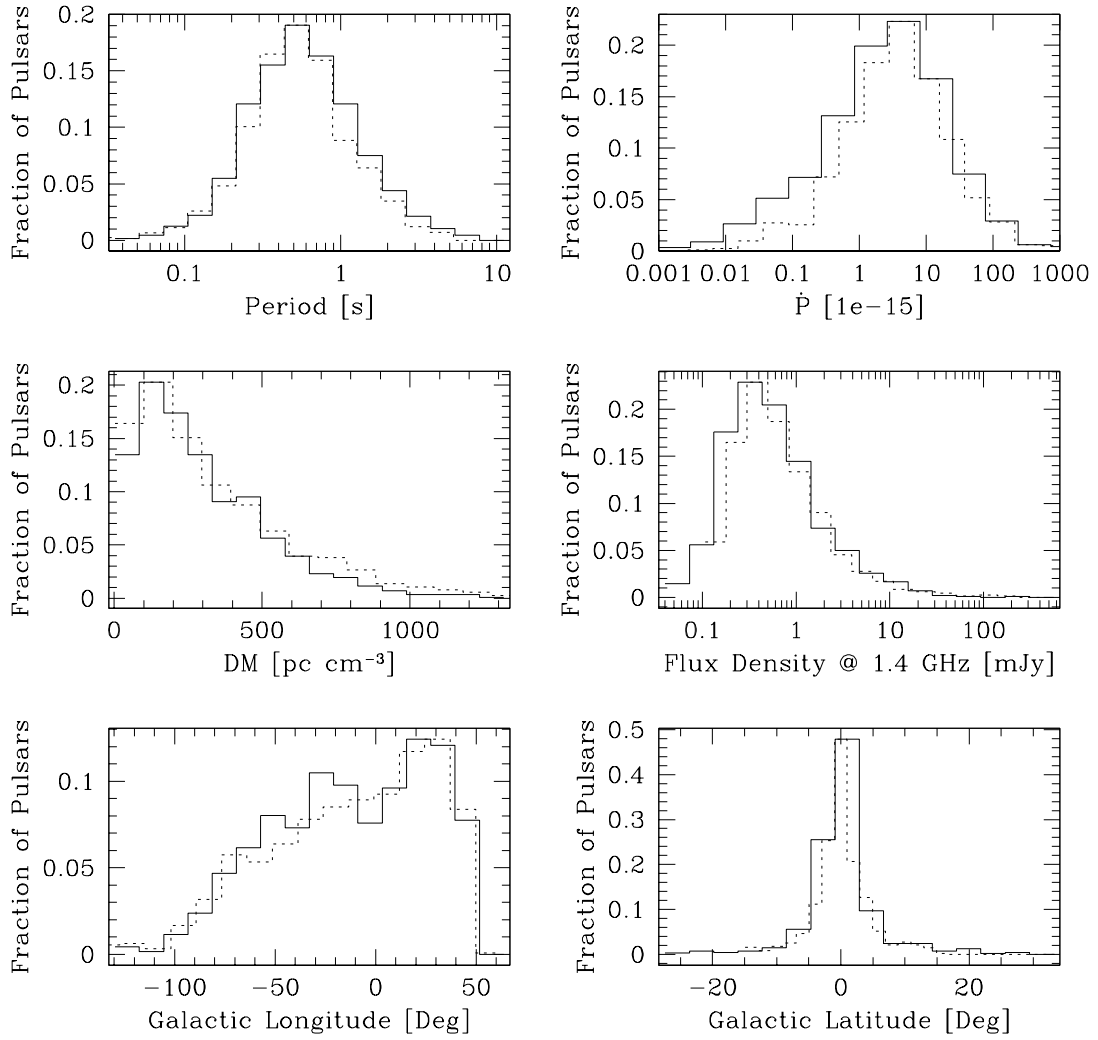 Fraction of Pulsars
0.2
0.15
0.1
0.05
0
0.1 1 10
Period [s]
Fraction of Pulsars
0.2
0.15
0.1
0.05
0
0.001 0.01 0.1 1 10 100 1000
Ṗ [1e−15]
Fraction of Pulsars
0.2
0.15
0.1
0.05
0
0 500 1000
DM [pc cm⁻³]
Fraction of Pulsars
0.2
0.15
0.1
0.05
0
0.1 1 10 100
Flux Density @ 1.4 GHz [mJy]
Fraction of Pulsars
0.1
0.05
0
−100 −50 0 50
Galactic Longitude [Deg]
Fraction of Pulsars
0.5
0.4
0.3
0.2
0.1
0
−20 0 20
Galactic Latitude [Deg]